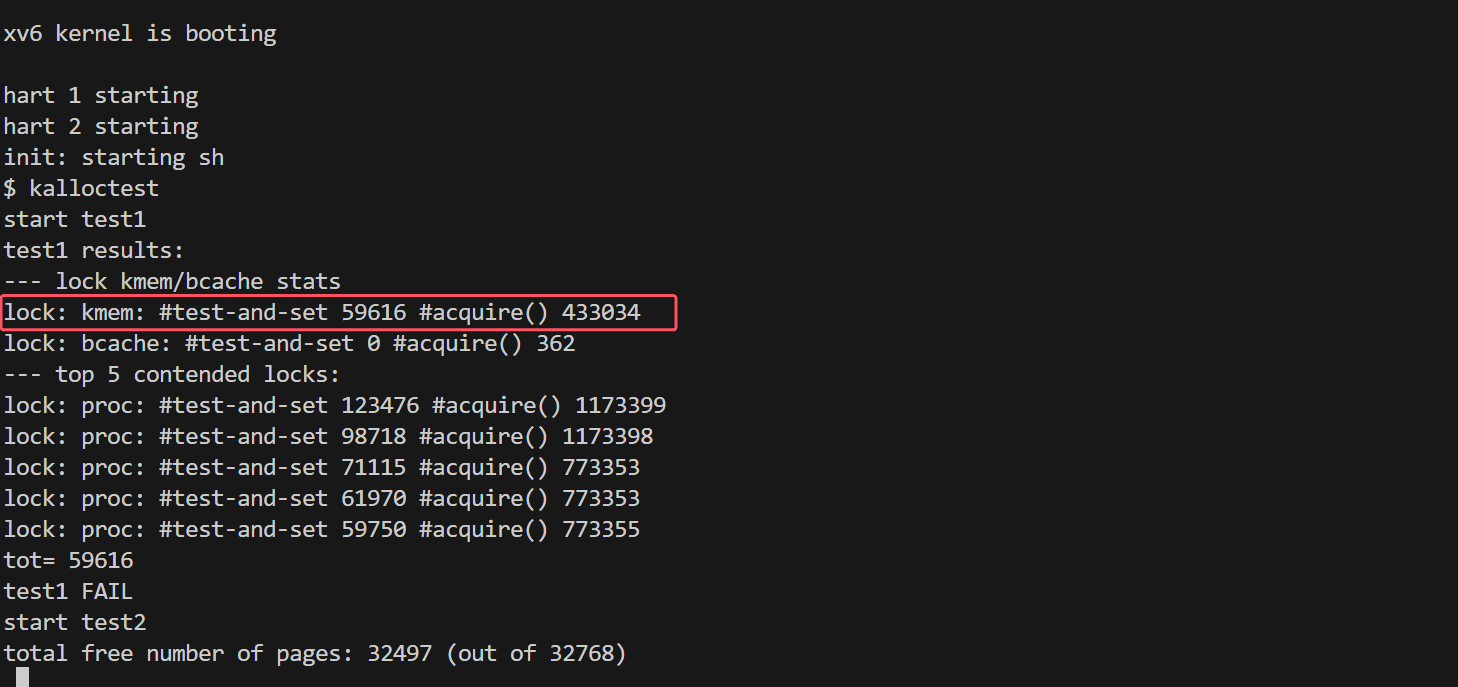 xv6 kernel is booting
hart 1 starting
hart 2 starting
init: starting sh
$ kalloctest
start test1
test1 results:
--- lock kmem/bcache stats
lock: kmem: #test-and-set 59616 #acquire() 433034
lock: bcache: #test-and-set 0 #acquire() 362
--- top 5 contended locks:
lock: proc: #test-and-set 123476 #acquire() 1173399
lock: proc: #test-and-set 98718 #acquire() 1173398
lock: proc: #test-and-set 71115 #acquire() 773353
lock: proc: #test-and-set 61970 #acquire() 773353
lock: proc: #test-and-set 59750 #acquire() 773355
tot= 59616
test1 FAIL
start test2
total free number of pages: 32497 (out of 32768)